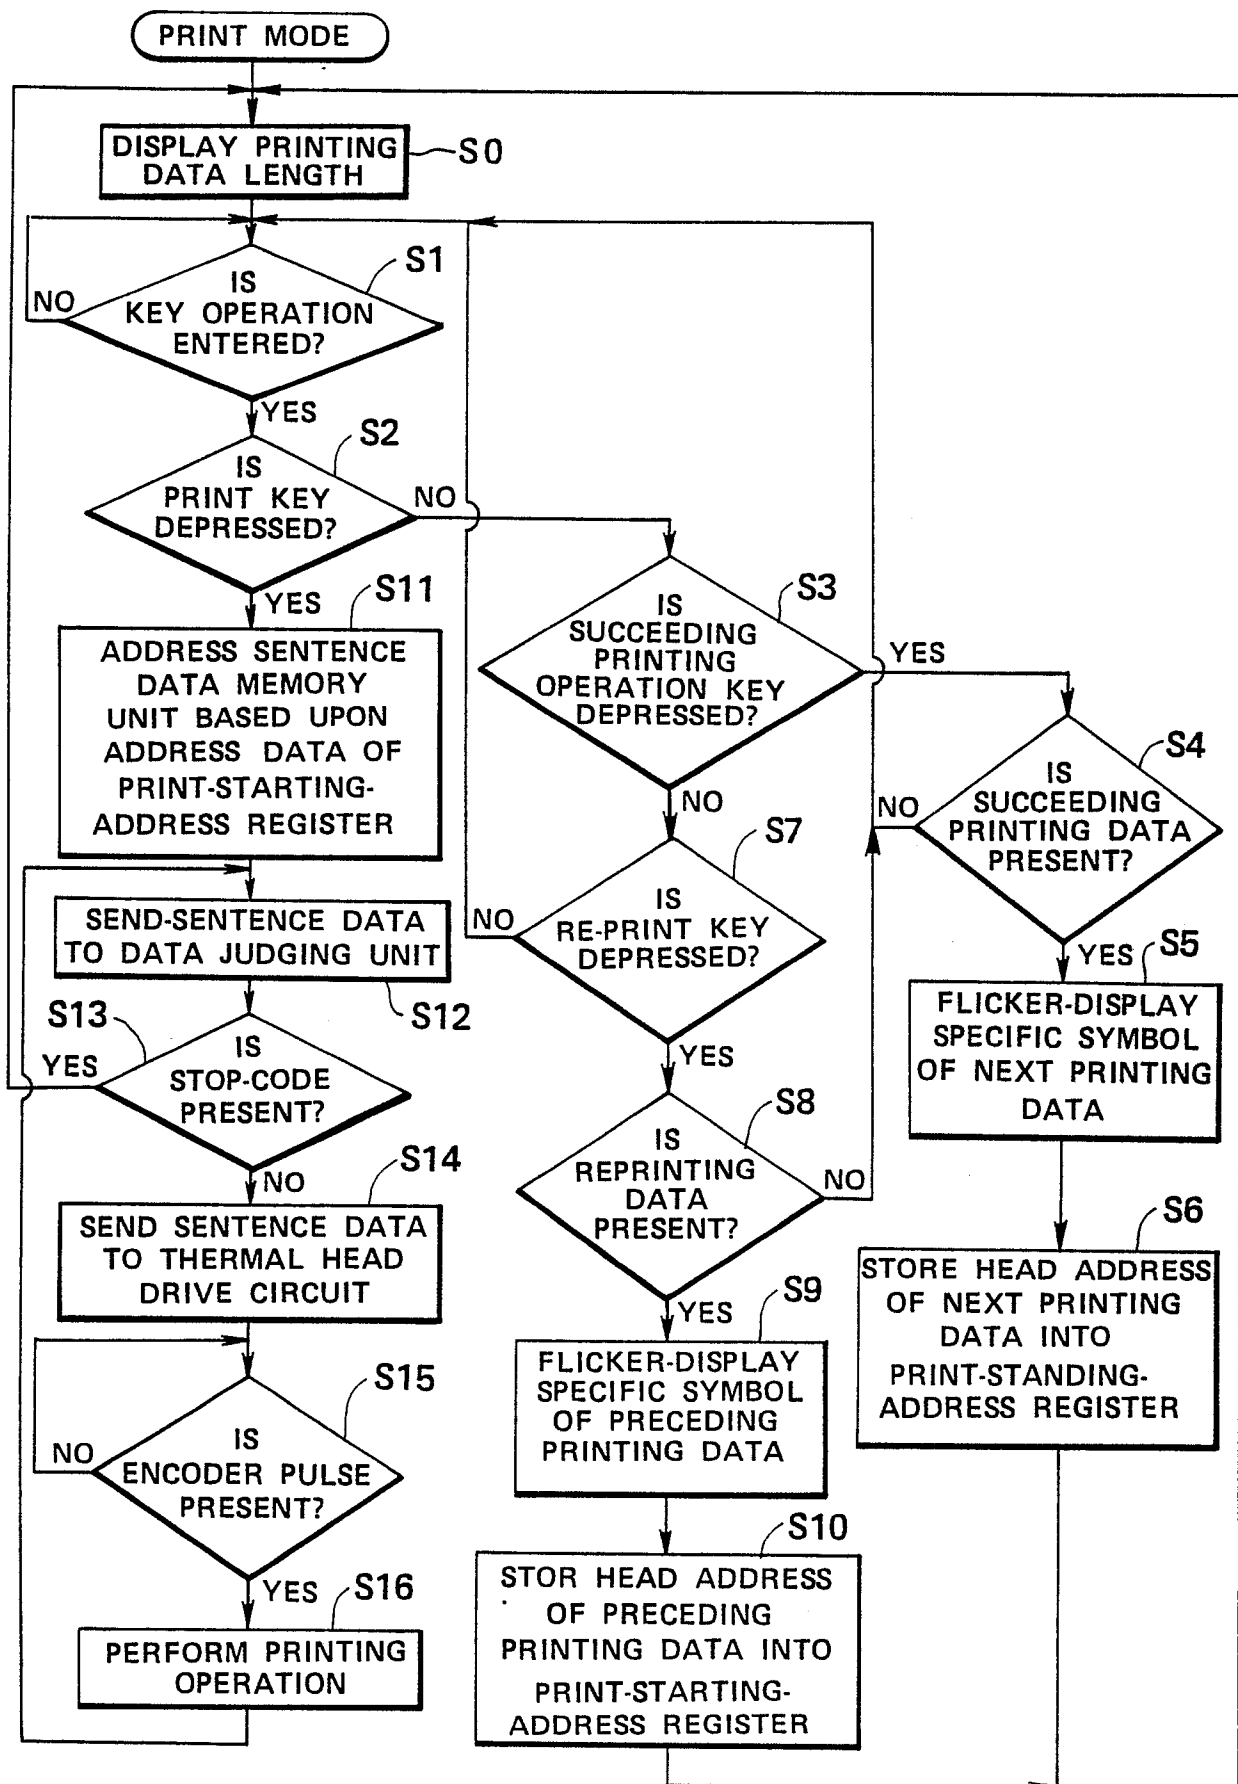 PRINT MODE
DISPLAY PRINTING
DATA LENGTH
S0
IS
KEY OPERATION
ENTERED?
S1
NO
YES
IS
PRINT KEY
DEPRESSED?
S2
NO
YES
S11
ADDRESS SENTENCE
DATA MEMORY
UNIT BASED UPON
ADDRESS DATA OF
PRINT-STARTING-
ADDRESS REGISTER
SEND-SENTENCE DATA
TO DATA JUDGING UNIT
S12
S13
IS
STOP-CODE
PRESENT?
YES
NO
S14
SEND SENTENCE DATA
TO THERMAL HEAD
DRIVE CIRCUIT
S15
IS
ENCODER PULSE
PRESENT?
NO
YES
S16
PERFORM PRINTING
OPERATION
S3
IS
SUCCEEDING
PRINTING
OPERATION KEY
DEPRESSED?
YES
NO
S7
IS
RE-PRINT KEY
DEPRESSED?
NO
YES
S8
IS
REPRINTING
DATA
PRESENT?
NO
YES
S9
FLICKER-DISPLAY
SPECIFIC SYMBOL
OF PRECEDING
PRINTING DATA
S10
STOR HEAD ADDRESS
OF PRECEDING
PRINTING DATA INTO
PRINT-STARTING-
ADDRESS REGISTER
S4
IS
SUCCEEDING
PRINTING DATA
PRESENT?
NO
YES
S5
FLICKER-DISPLAY
SPECIFIC SYMBOL
OF NEXT PRINTING
DATA
S6
STORE HEAD ADDRESS
OF NEXT PRINTING
DATA INTO
PRINT-STANDING-
ADDRESS REGISTER